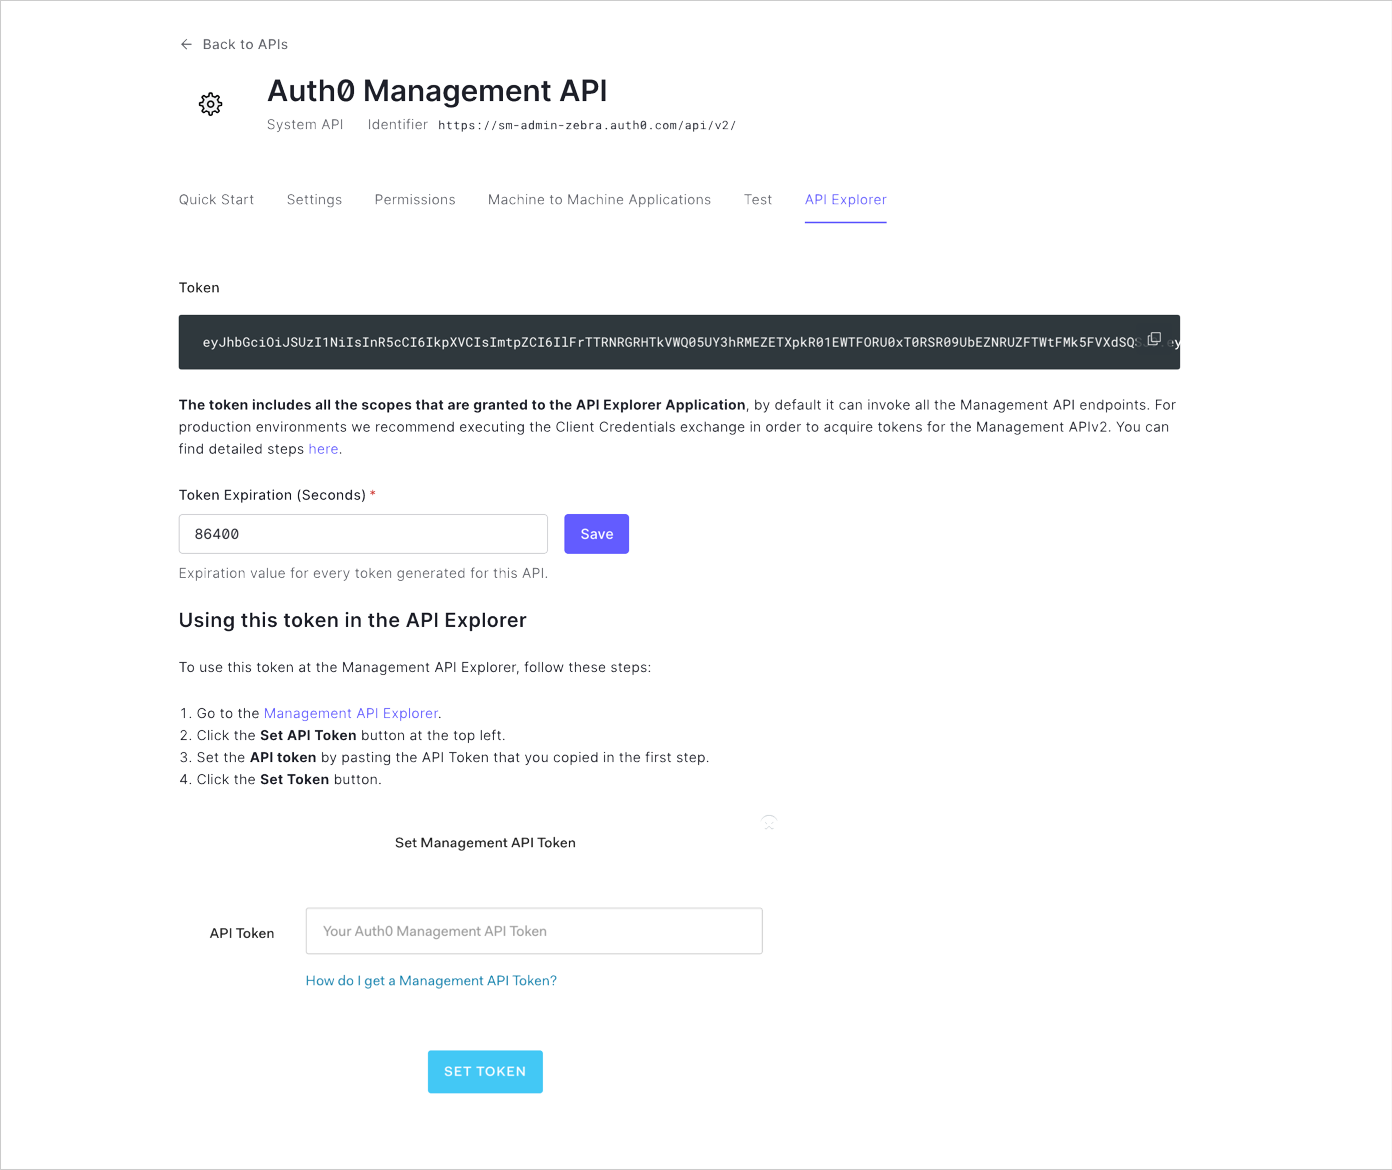 Back to APIs
Auth0 Management API
System API Identifier https://sm-admin-zebra.auth0.com/api/v2/
Quick Start Settings Permissions Machine to Machine Applications Test API Explorer
Token
The token includes all the scopes that are granted to the API Explorer Application, by default it can invoke all the Management API endpoints. For
production environments we recommend executing the Client Credentials exchange in order to acquire tokens for the Management APIv2. You can
find detailed steps here.
Token Expiration (Seconds) *
86400
Save
Expiration value for every token generated for this API.
Using this token in the API Explorer
To use this token at the Management API Explorer, follow these steps:
1. Go to the Management API Explorer.
2. Click the Set API Token button at the top left.
3. Set the API token by pasting the API Token that you copied in the first step.
4. Click the Set Token button.
Set Management API Token
API Token
Your Auth0 Management API Token
How do I get a Management API Token?
SET TOKEN